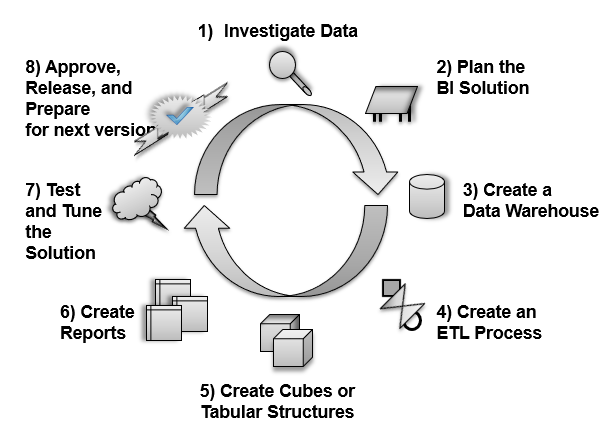 1) Investigate Data
2) Plan the
BI Solution
3) Create a
Data Warehouse
4) Create an
ETL Process
5) Create Cubes or
Tabular Structures
6) Create
Reports
7) Test
and Tune
the
Solution
8) Approve,
Release, and
Prepare
for next version